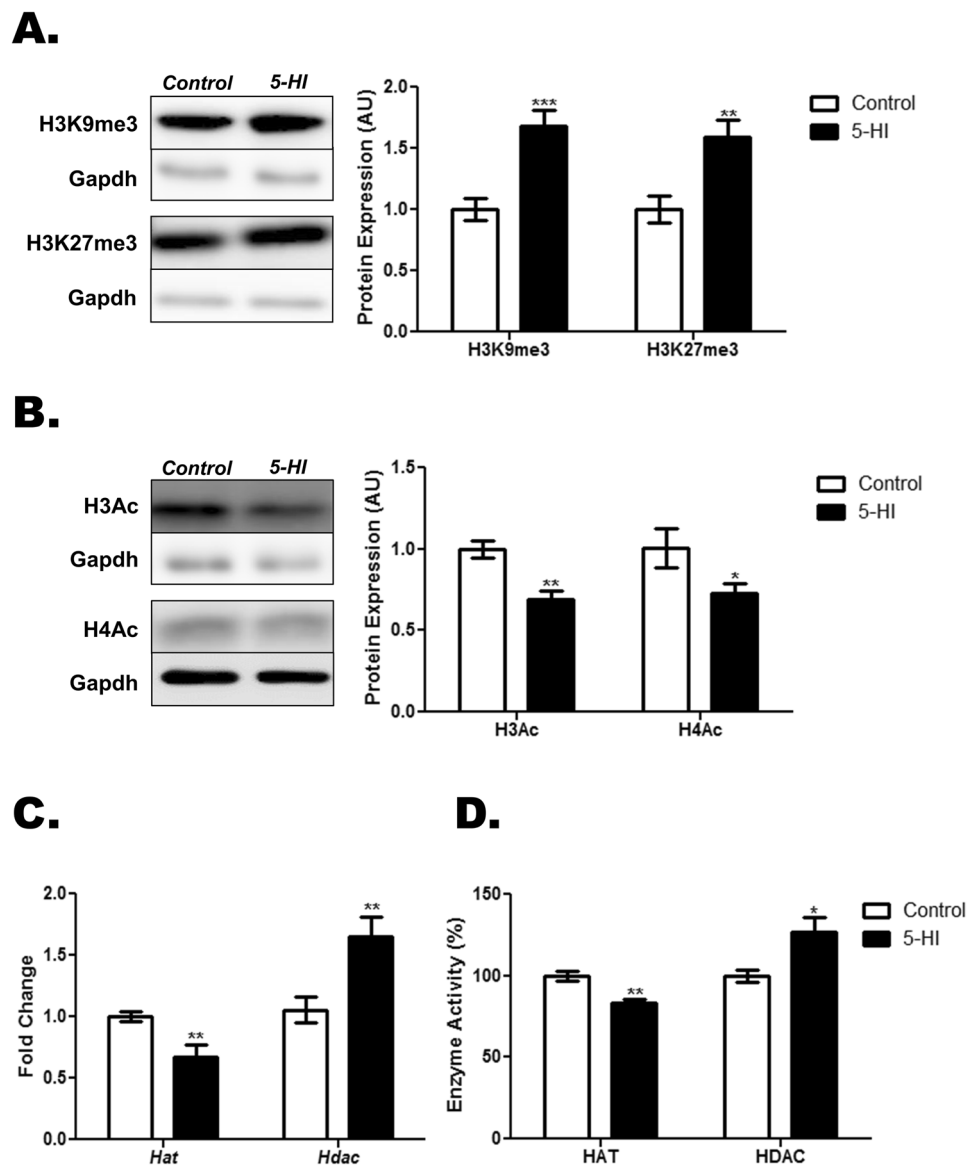 A.
Control 5-HI
H3K9me3
Gapdh
H3K27me3
Gapdh
Protein Expression (AU)
2.0
1.5
1.0
0.5
0.0
***
**
H3K9me3 H3K27me3
Control
5-HI
B.
Control 5-HI
H3Ac
Gapdh
H4Ac
Gapdh
Protein Expression (AU)
1.5
1.0
0.5
0.0
**
*
H3Ac H4Ac
Control
5-HI
C.
Fold Change
2.0
1.5
1.0
0.5
0.0
**
**
Hat Hdac
D.
Enzyme Activity (%)
150
100
50
0
**
*
HAT HDAC
Control
5-HI